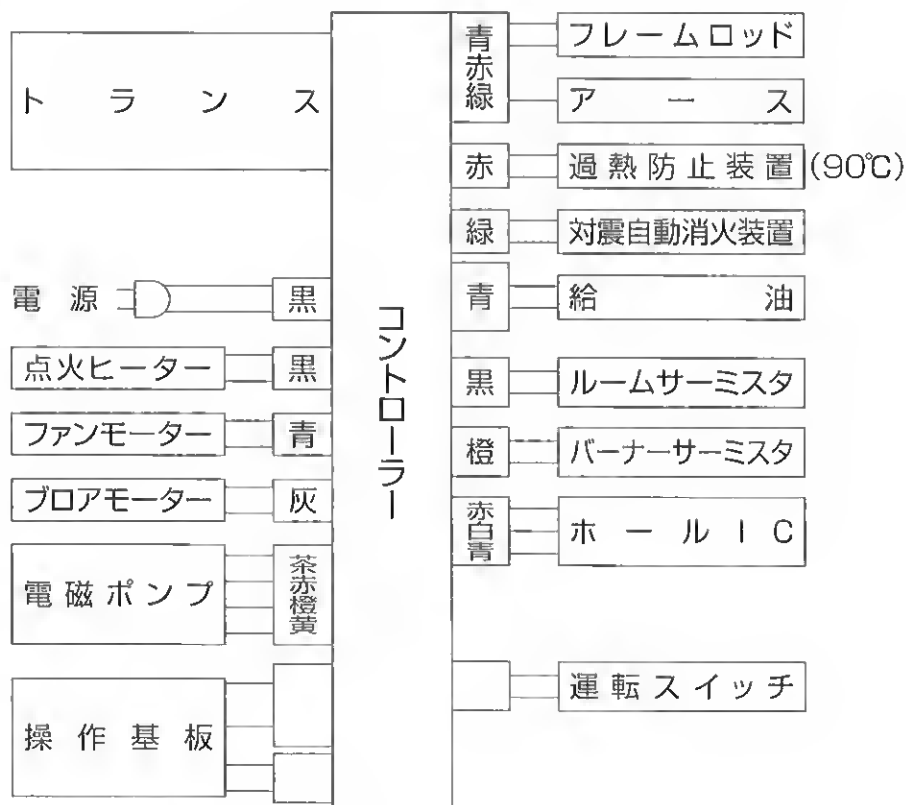 トランス
電源
黒
点火ヒーター
黒
ファンモーター
青
ブロアモーター
灰
電磁ポンプ
茶赤橙黄
操作基板
コントローラー
青赤緑
フレームロッド
アース
赤
過熱防止装置(90℃)
緑
対震自動消火装置
青
給油
黒
ルームサーミスタ
橙
バーナーサーミスタ
赤白青
ホールIC
運転スイッチ